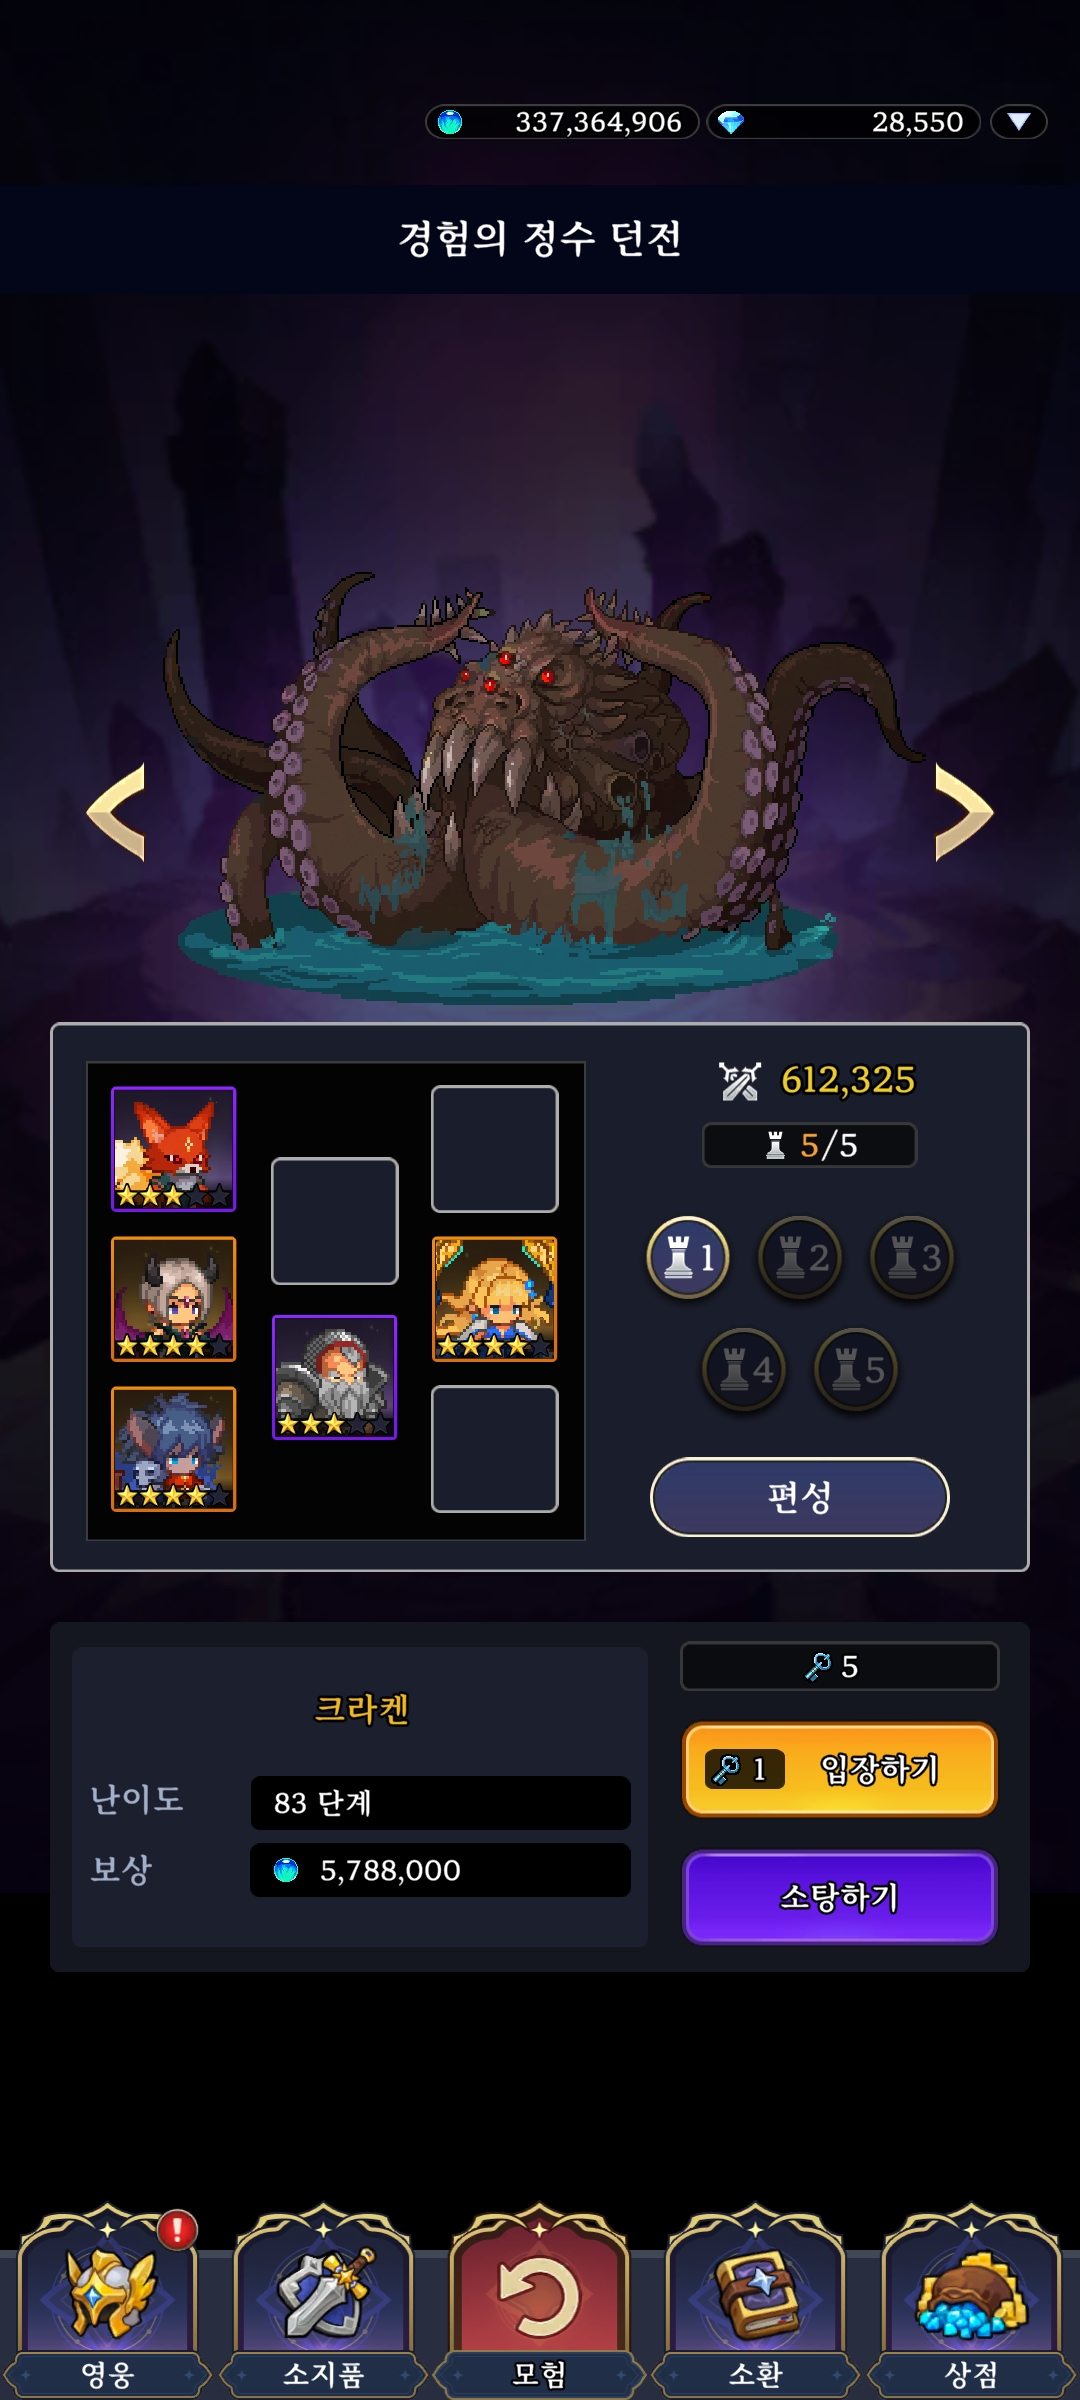 337,364,906
28,550
경험의 정수 던전
612,325
5/5
1
2
3
4
5
편성
크라켄
난이도
83 단계
보상
5,788,000
5
1 입장하기
소탕하기
영웅
소지품
모험
소환
상점